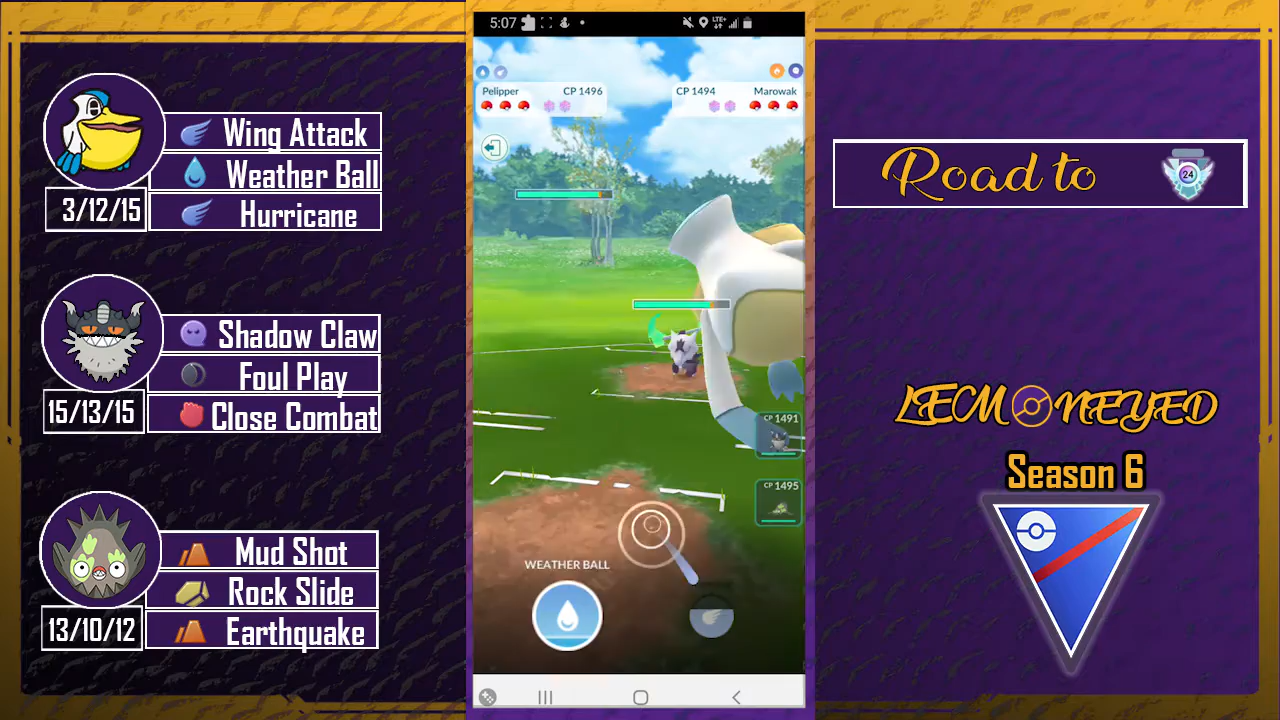 Wing Attack
Weather Ball
Hurricane
3/12/15
Shadow Claw
Foul Play
Close Combat
15/13/15
Mud Shot
Rock Slide
Earthquake
13/10/12
5:07
LTE+
Pelipper CP 1496
CP 1494 Marowak
CP 1491
CP 1495
WEATHER BALL
Road to
24
LECMONEYED
Season 6